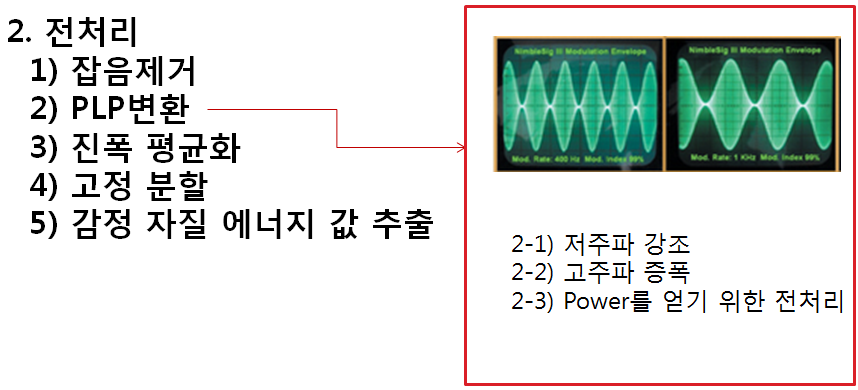 2. 전처리
1) 잡음제거
2) PLP변환
3) 진폭 평균화
4) 고정 분할
5) 감정 자질 에너지 값 추출
NimbleSig III Modulation Envelope
Mod. Rate: 400 Hz Mod. Index 99%
NimbleSig III Modulation Envelope
Mod. Rate: 1 KHz Mod. Index 99%
2-1) 저주파 강조
2-2) 고주파 증폭
2-3) Power를 얻기 위한 전처리